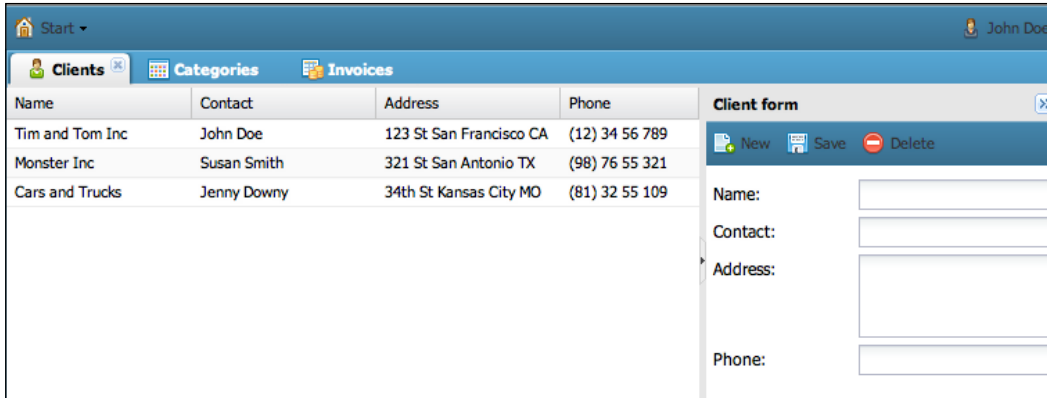 Start
John Doe
Clients Categories Invoices
Name Contact Address Phone
Tim and Tom Inc John Doe 123 St San Francisco CA (12) 34 56 789
Monster Inc Susan Smith 321 St San Antonio TX (98) 76 55 321
Cars and Trucks Jenny Downy 34th St Kansas City MO (81) 32 55 109
Client form
New Save Delete
Name:
Contact:
Address:
Phone: